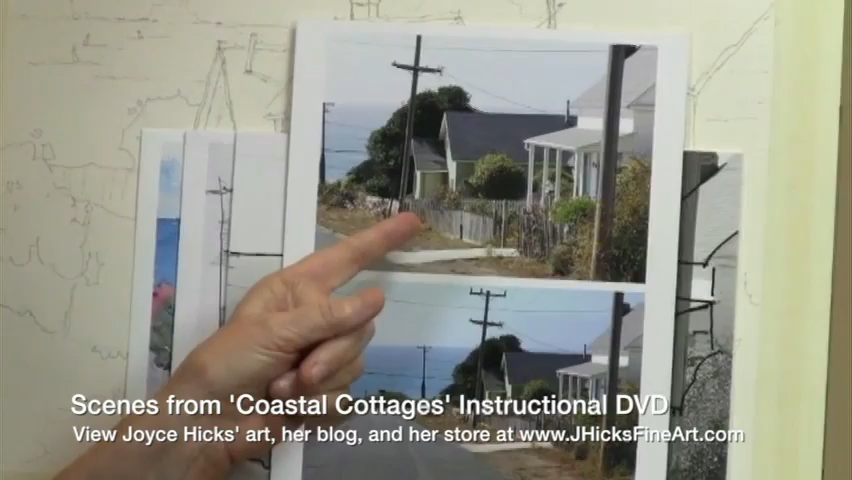 Scenes from 'Coastal Cottages' Instructional DVD
View Joyce Hicks' art, her blog, and her store at www.JHicksFineArt.com